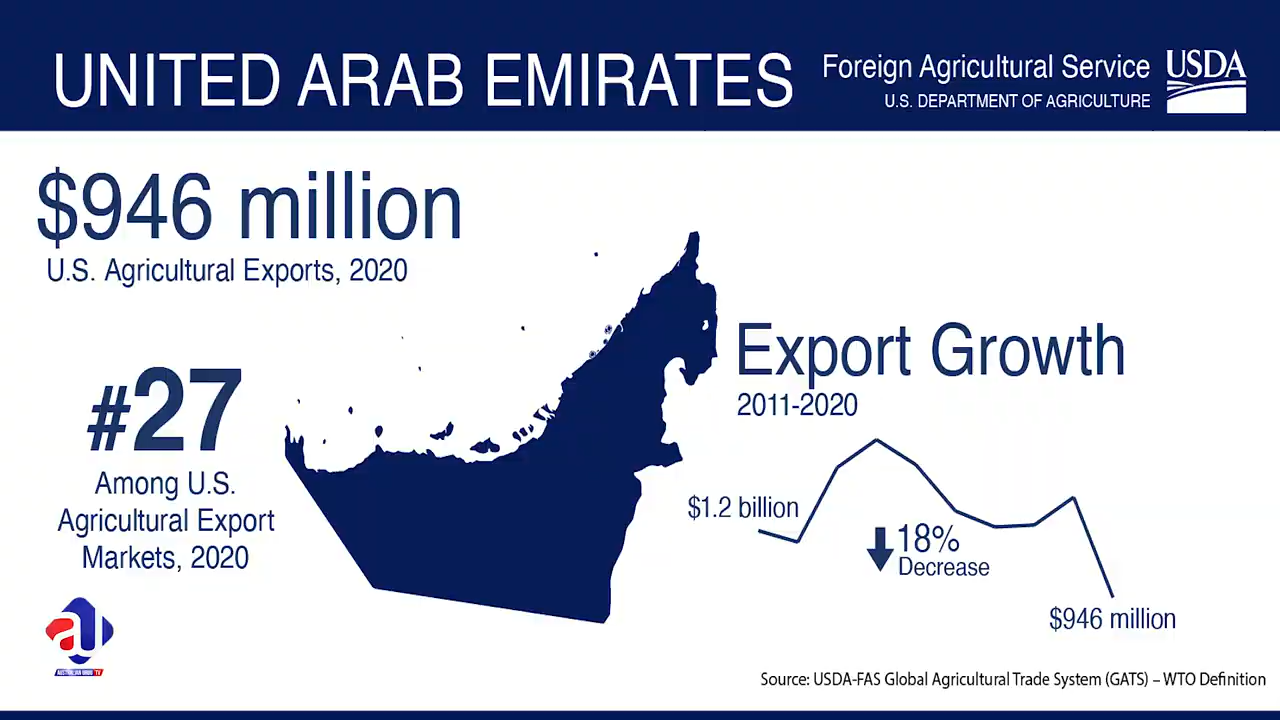 UNITED ARAB EMIRATES
Foreign Agricultural Service
U.S. DEPARTMENT OF AGRICULTURE
USDA
$946 million
U.S. Agricultural Exports, 2020
#27
Among U.S.
Agricultural Export
Markets, 2020
Export Growth
2011-2020
$1.2 billion
18%
Decrease
$946 million
al
Source: USDA-FAS Global Agricultural Trade System (GATS) – WTO Definition